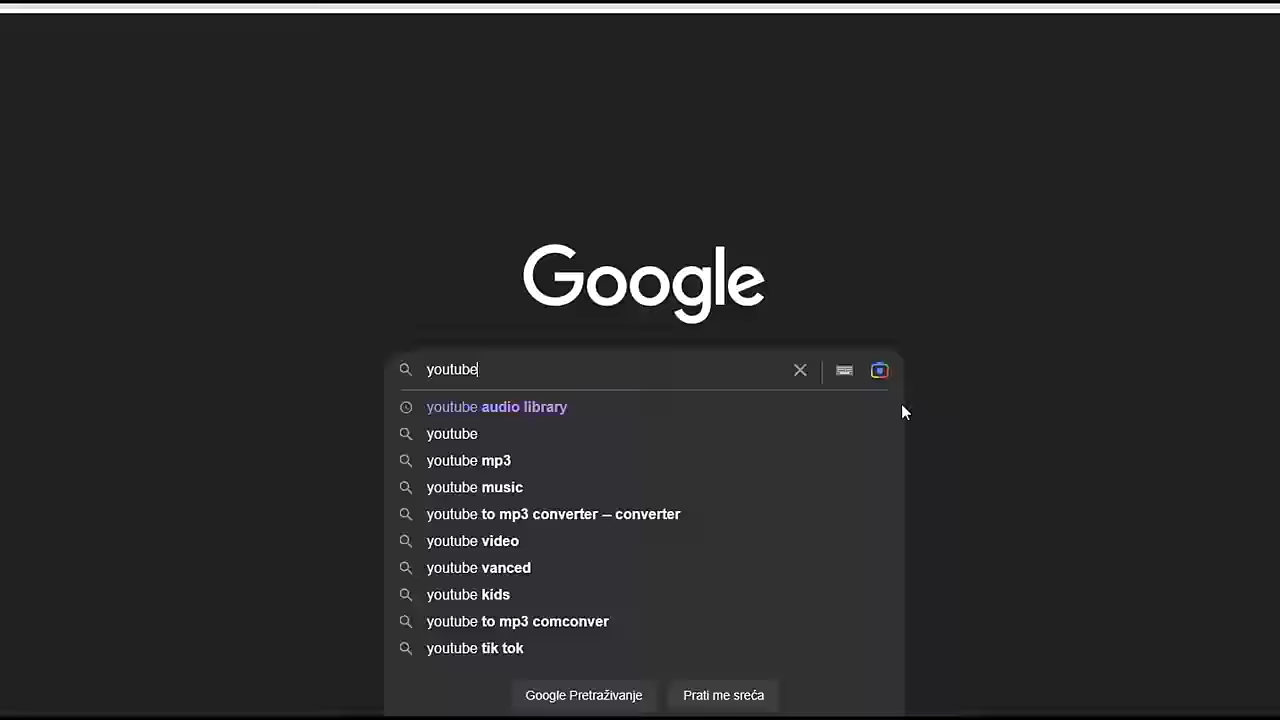 Google
youtube
youtube audio library
youtube
youtube mp3
youtube music
youtube to mp3 converter – converter
youtube video
youtube vanced
youtube kids
youtube to mp3 comconver
youtube tik tok
Google Pretraživanje
Prati me sreća